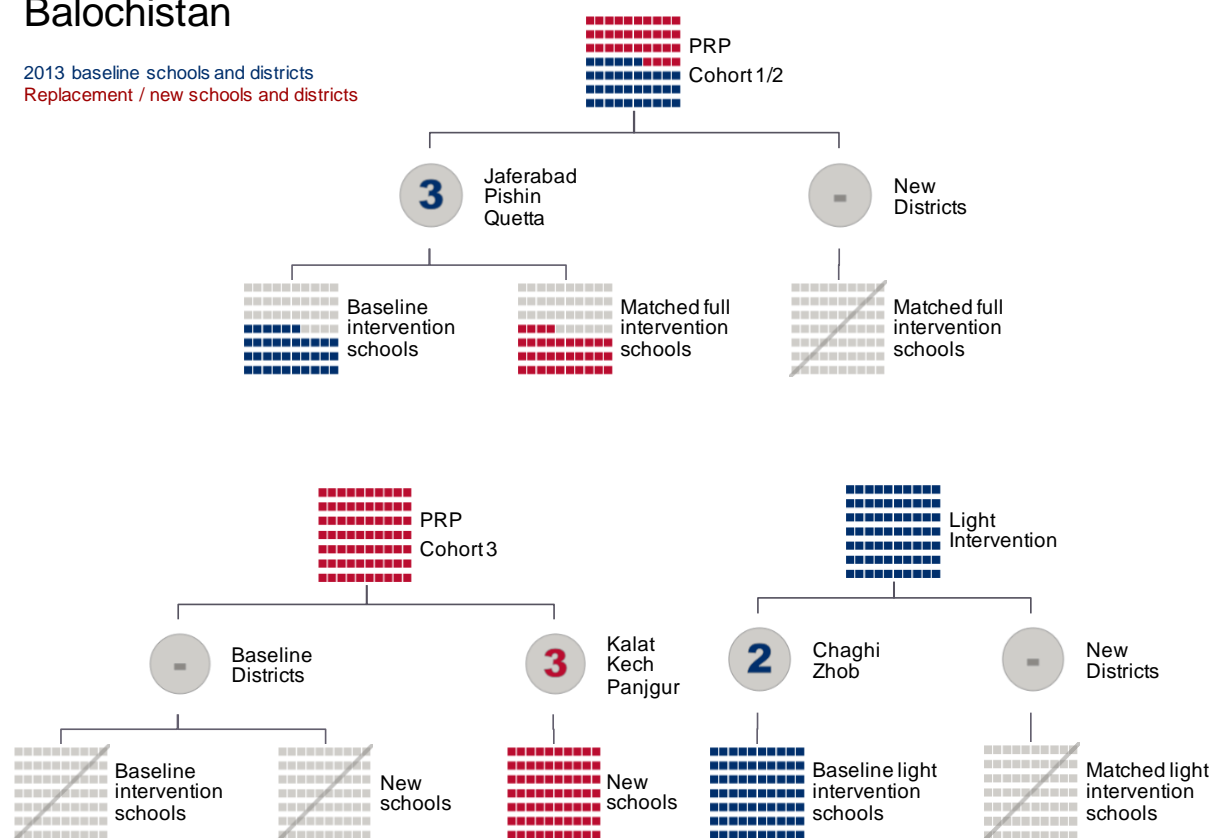 Balochistan
2013 baseline schools and districts
Replacement / new schools and districts
PRP
Cohort 1/2
3
Jaferabad
Pishin
Quetta
-
New
Districts
Baseline
intervention
schools
Matched full
intervention
schools
Matched full
intervention
schools
PRP
Cohort 3
Light
Intervention
-
Baseline
Districts
3
Kalat
Kech
Panjgur
2
Chaghi
Zhob
-
New
Districts
Baseline
intervention
schools
New
schools
New
schools
Baseline light
intervention
schools
Matched light
intervention
schools